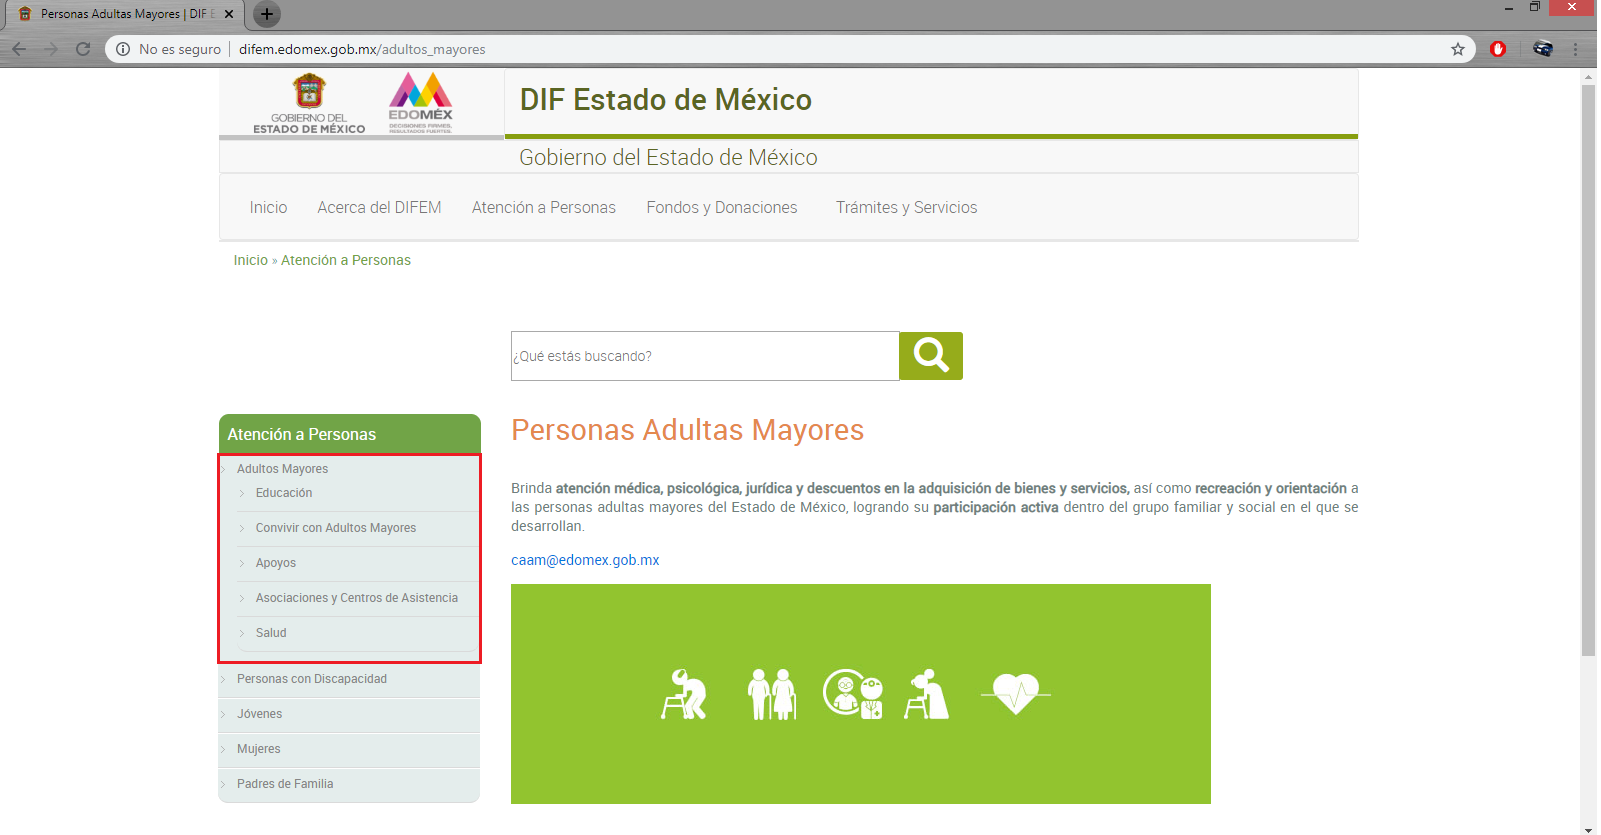 Personas Adultas Mayores | DIF E
No es seguro
difem.edomex.gob.mx/adultos_mayores
GOBIERNO DEL
ESTADO DE MÉXICO
EDOMÉX
DECISIONES FIRMES, RESULTADOS FUERTES.
DIF Estado de México
Gobierno del Estado de México
Inicio Acerca del DIFEM Atención a Personas Fondos y Donaciones Trámites y Servicios
Inicio » Atención a Personas
¿Qué estás buscando?
Atención a Personas
Adultos Mayores
Educación
Convivir con Adultos Mayores
Apoyos
Asociaciones y Centros de Asistencia
Salud
Personas con Discapacidad
Jóvenes
Mujeres
Padres de Familia
Personas Adultas Mayores
Brinda atención médica, psicológica, jurídica y descuentos en la adquisición de bienes y servicios, así como recreación y orientación a
las personas adultas mayores del Estado de México, logrando su participación activa dentro del grupo familiar y social en el que se
desarrollan.
caam@edomex.gob.mx